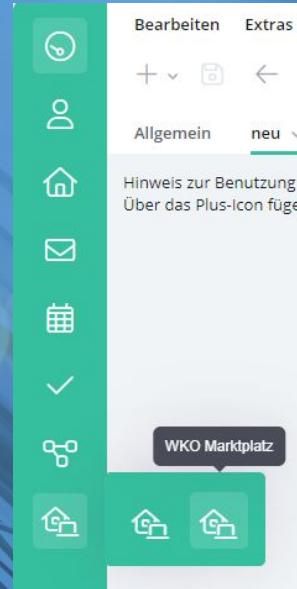 Bearbeiten Extras
Allgemein neu
Hinweis zur Benutzung
Über das Plus-Icon füge
WKO Marktplatz